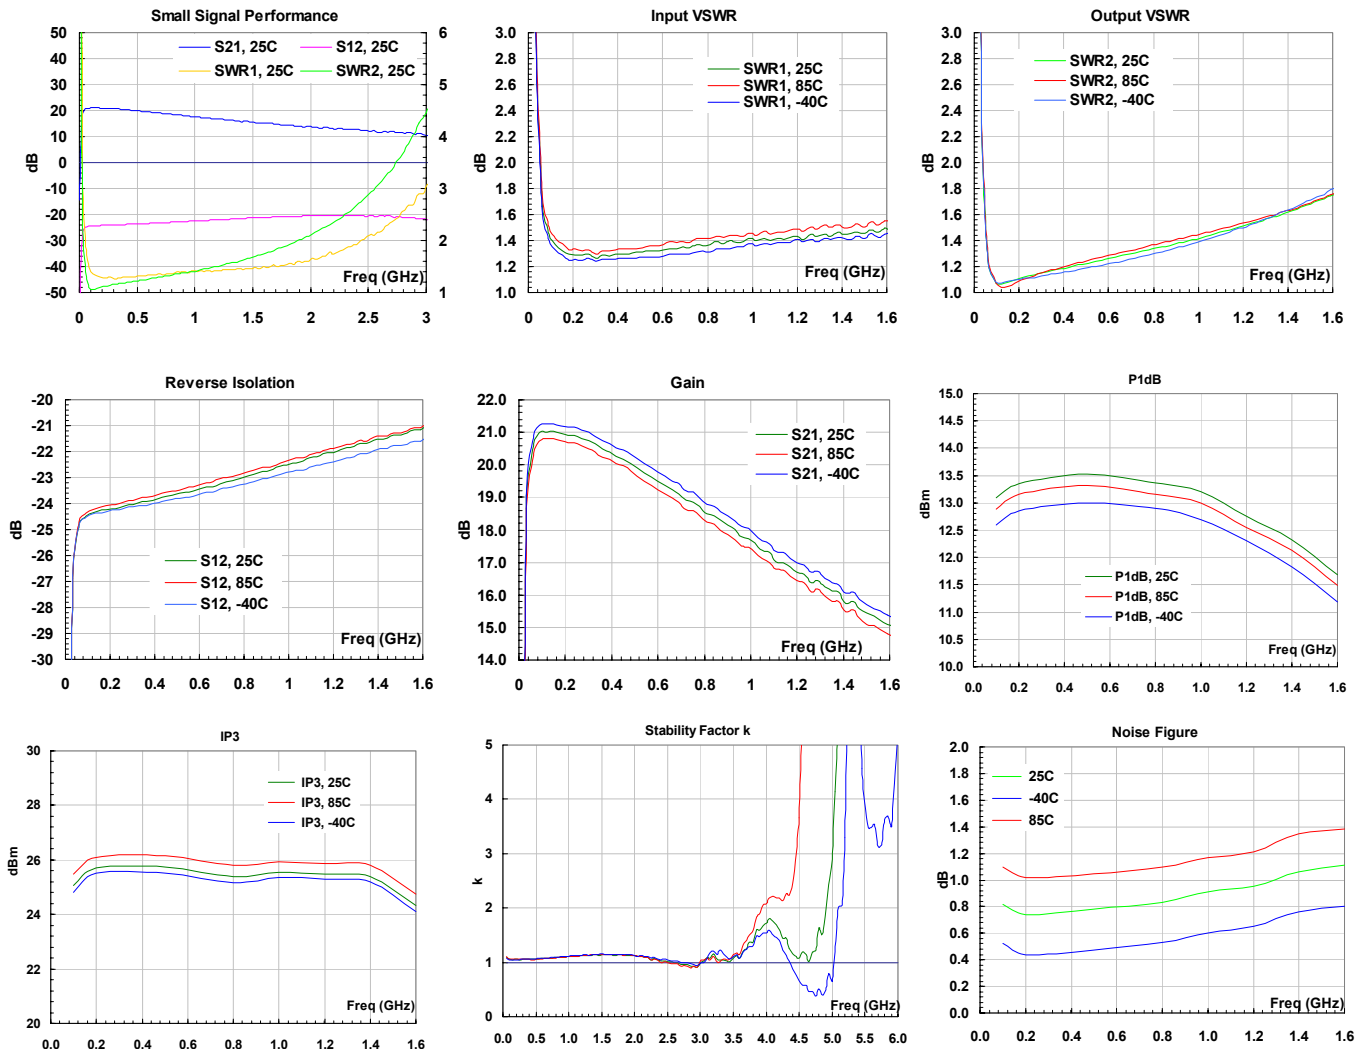 Small Signal Performance
S21, 25C
S12, 25C
SWR1, 25C
SWR2, 25C
50
40
30
20
10
0
-10
-20
-30
-40
-50
dB
6
5
4
3
2
1
Freq (GHz)
0 0.5 1 1.5 2 2.5 3
Input VSWR
SWR1, 25C
SWR1, 85C
SWR1, -40C
3.0
2.8
2.6
2.4
2.2
2.0
1.8
1.6
1.4
1.2
1.0
dB
Freq (GHz)
0 0.2 0.4 0.6 0.8 1 1.2 1.4 1.6
Output VSWR
SWR2, 25C
SWR2, 85C
SWR2, -40C
3.0
2.8
2.6
2.4
2.2
2.0
1.8
1.6
1.4
1.2
1.0
dB
Freq (GHz)
0 0.2 0.4 0.6 0.8 1 1.2 1.4 1.6
Reverse Isolation
-20
-21
-22
-23
-24
-25
-26
-27
-28
-29
-30
dB
S12, 25C
S12, 85C
S12, -40C
Freq (GHz)
0 0.2 0.4 0.6 0.8 1 1.2 1.4 1.6
Gain
22.0
21.0
20.0
19.0
18.0
17.0
16.0
15.0
14.0
dB
S21, 25C
S21, 85C
S21, -40C
Freq (GHz)
0 0.2 0.4 0.6 0.8 1 1.2 1.4 1.6
P1dB
15.0
14.5
14.0
13.5
13.0
12.5
12.0
11.5
11.0
10.5
10.0
dBm
P1dB, 25C
P1dB, 85C
P1dB, -40C
Freq (GHz)
0.0 0.2 0.4 0.6 0.8 1.0 1.2 1.4 1.6
IP3
30
28
26
24
22
20
dBm
IP3, 25C
IP3, 85C
IP3, -40C
Freq (GHz)
0.0 0.2 0.4 0.6 0.8 1.0 1.2 1.4 1.6
Stability Factor k
5
4
3
2
1
0
k
Freq (GHz)
0.0 0.5 1.0 1.5 2.0 2.5 3.0 3.5 4.0 4.5 5.0 5.5 6.0
Noise Figure
2.0
1.8
1.6
1.4
1.2
1.0
0.8
0.6
0.4
0.2
0.0
dB
25C
-40C
85C
Freq (GHz)
0.0 0.2 0.4 0.6 0.8 1.0 1.2 1.4 1.6